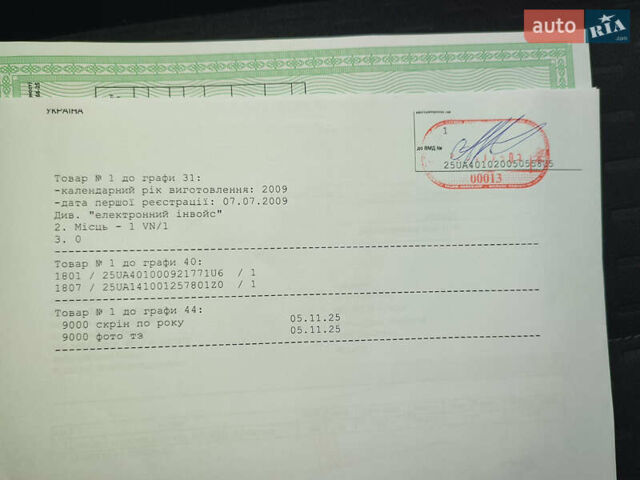 auto RIA.com
УКРАЇНА
1
до ВМД №
25UA401020050558U5
00013
Товар № 1 до графи 31:
-календарний рік виготовлення: 2009
-дата першої реєстрації: 07.07.2009
Див. "електронний інвойс"
2. Місць - 1 VN/1
3. 0
Товар № 1 до графи 40:
1801 / 25UA401000921771U6 / 1
1807 / 25UA141001257801Z0 / 1
Товар № 1 до графи 44:
9000 скрін по року 05.11.25
9000 фото тз 05.11.25